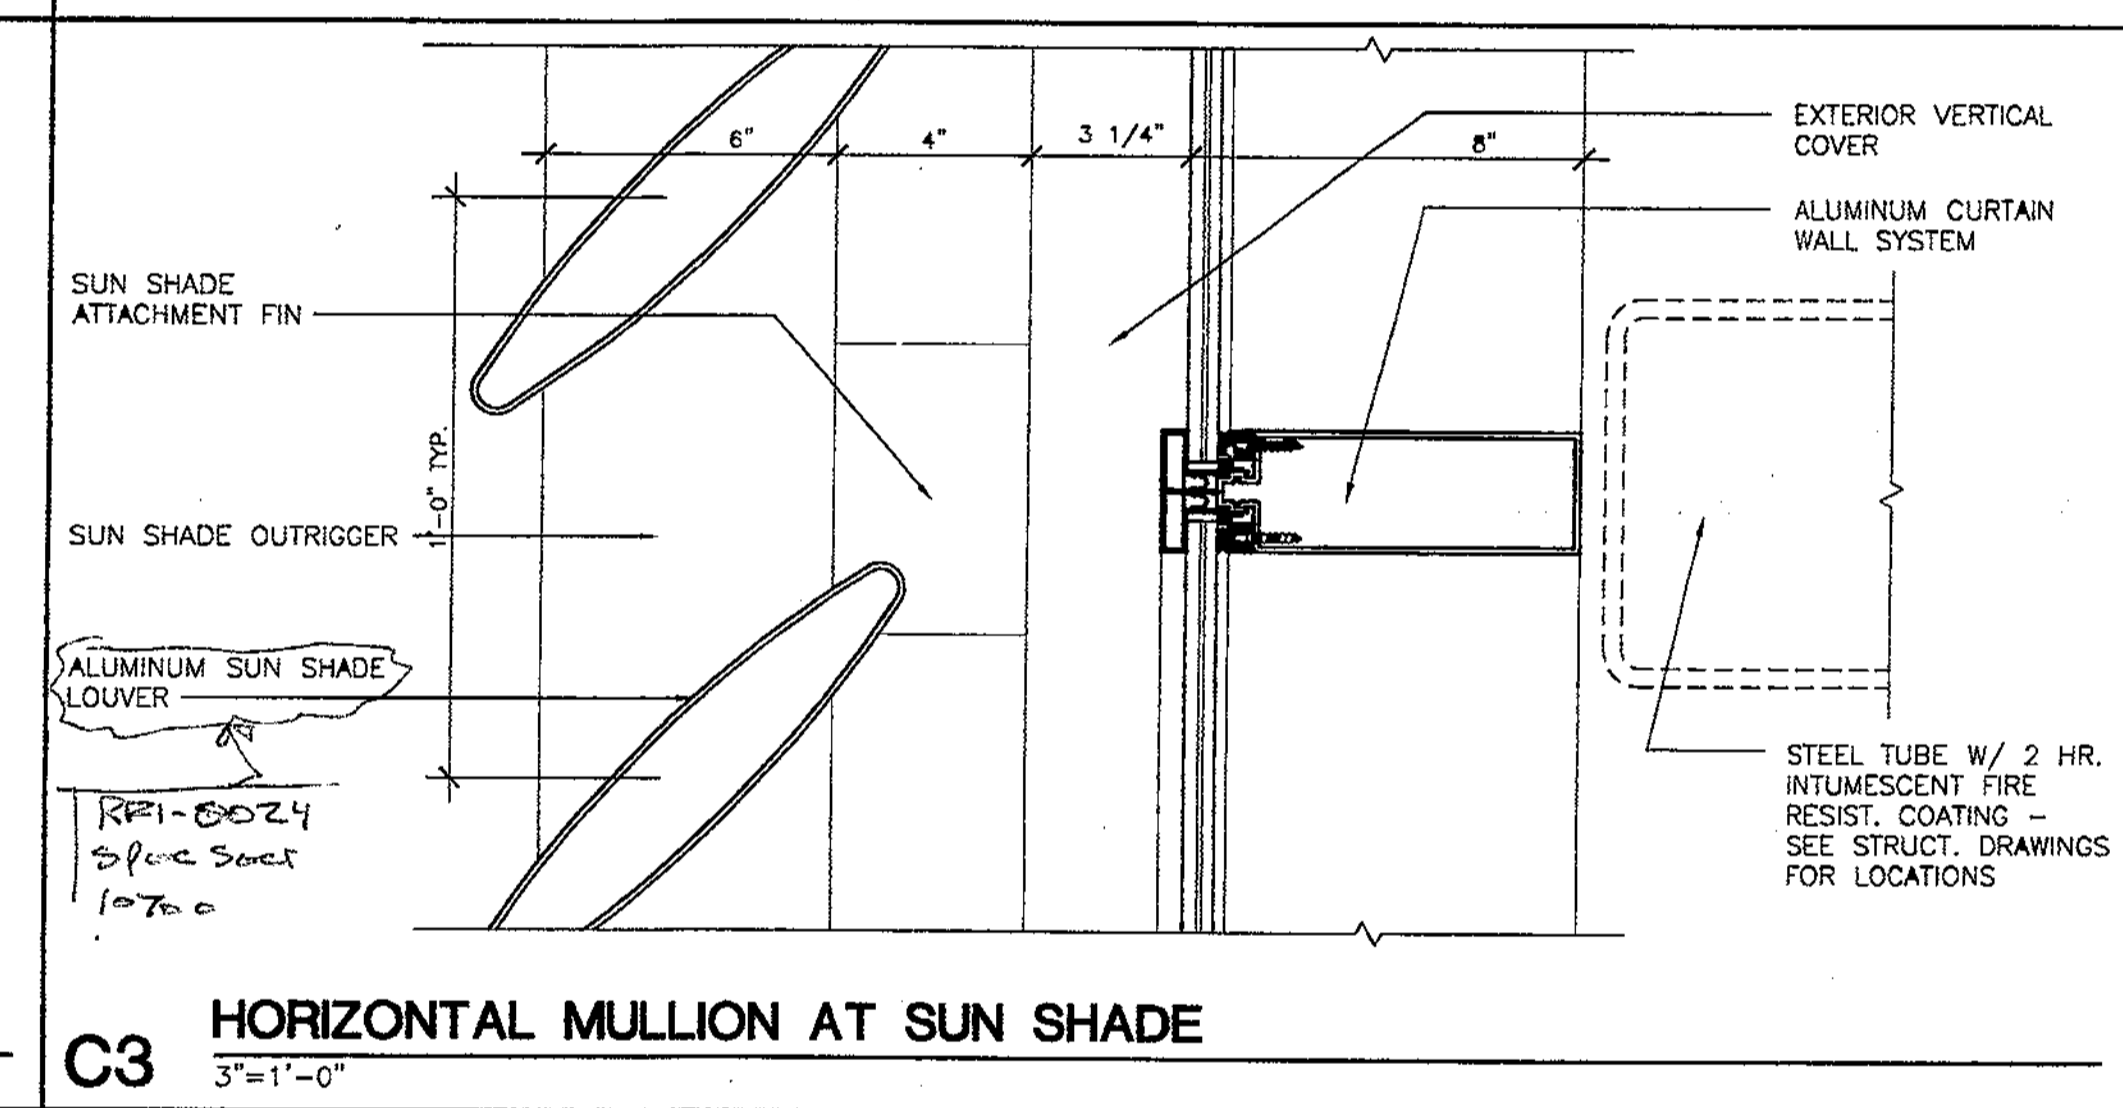 6"
4"
3 1/4"
8"
EXTERIOR VERTICAL
COVER
ALUMINUM CURTAIN
WALL SYSTEM
SUN SHADE
ATTACHMENT FIN
1'-0" TYP.
SUN SHADE OUTRIGGER
ALUMINUM SUN SHADE
LOUVER
RFI-0024
Spec Sect
10700
STEEL TUBE W/ 2 HR.
INTUMESCENT FIRE
RESIST. COATING -
SEE STRUCT. DRAWINGS
FOR LOCATIONS
HORIZONTAL MULLION AT SUN SHADE
C3
3"=1'-0"